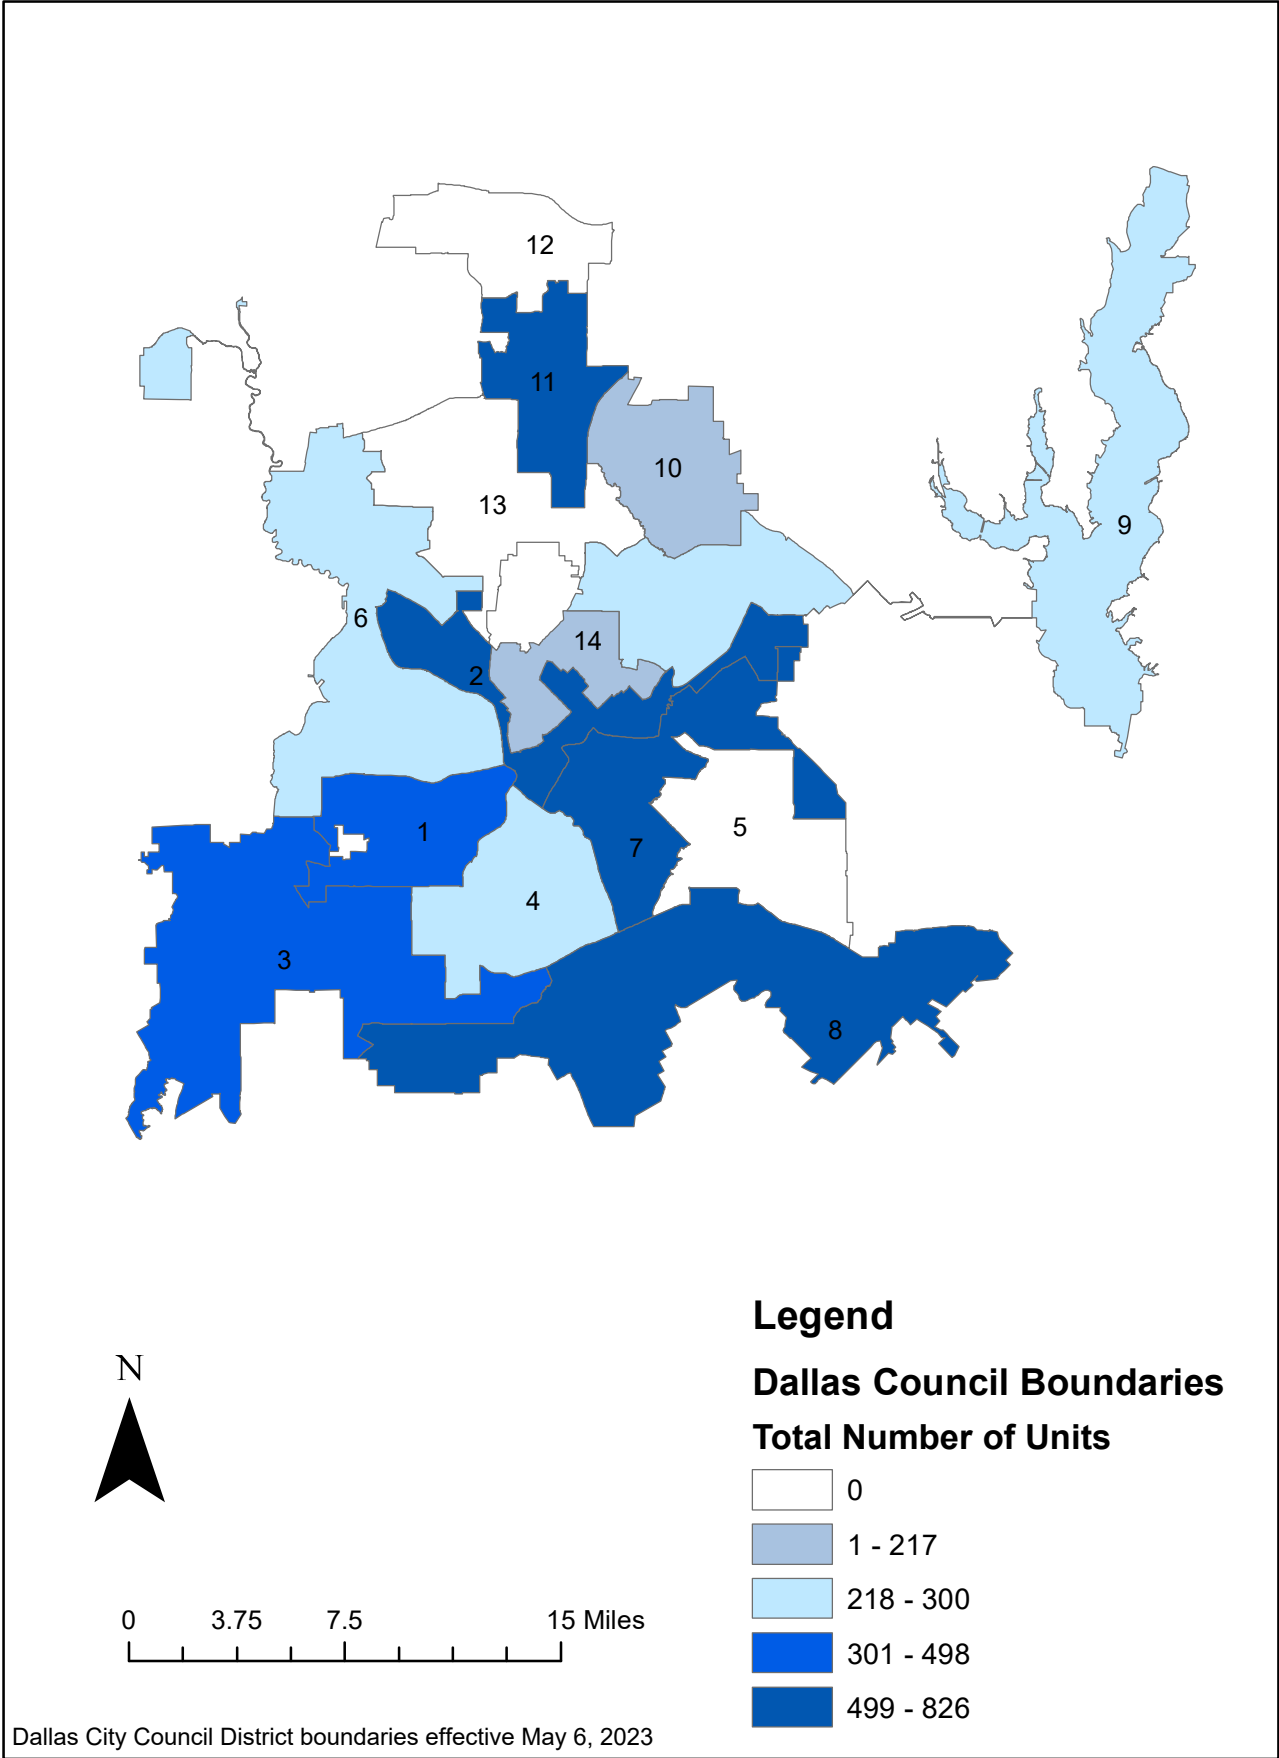 12
11
10
13
9
6
14
2
5
1
7
4
3
8
Legend
Dallas Council Boundaries
Total Number of Units
0
1 - 217
218 - 300
301 - 498
499 - 826
N
0 3.75 7.5 15 Miles
Dallas City Council District boundaries effective May 6, 2023